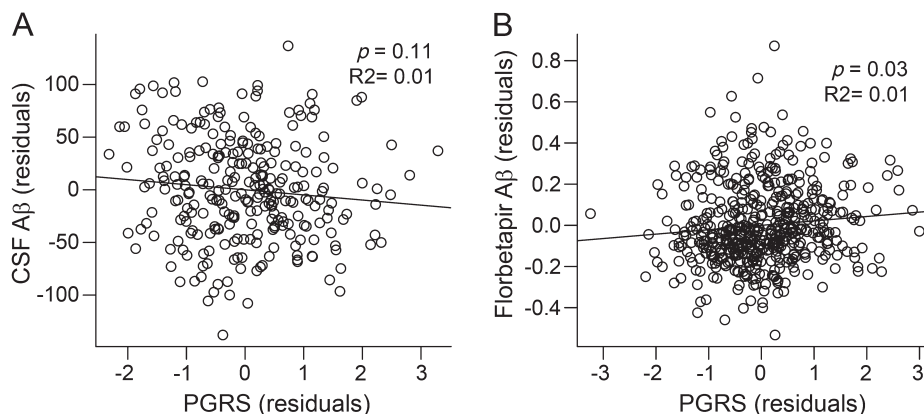 A
p = 0.11
R2= 0.01
CSF Aβ (residuals)
100
50
0
-50
-100
-2 -1 0 1 2 3
PGRS (residuals)
B
p = 0.03
R2= 0.01
Florbetapir Aβ (residuals)
0.8
0.6
0.4
0.2
0.0
-0.2
-0.4
-3 -2 -1 0 1 2 3
PGRS (residuals)